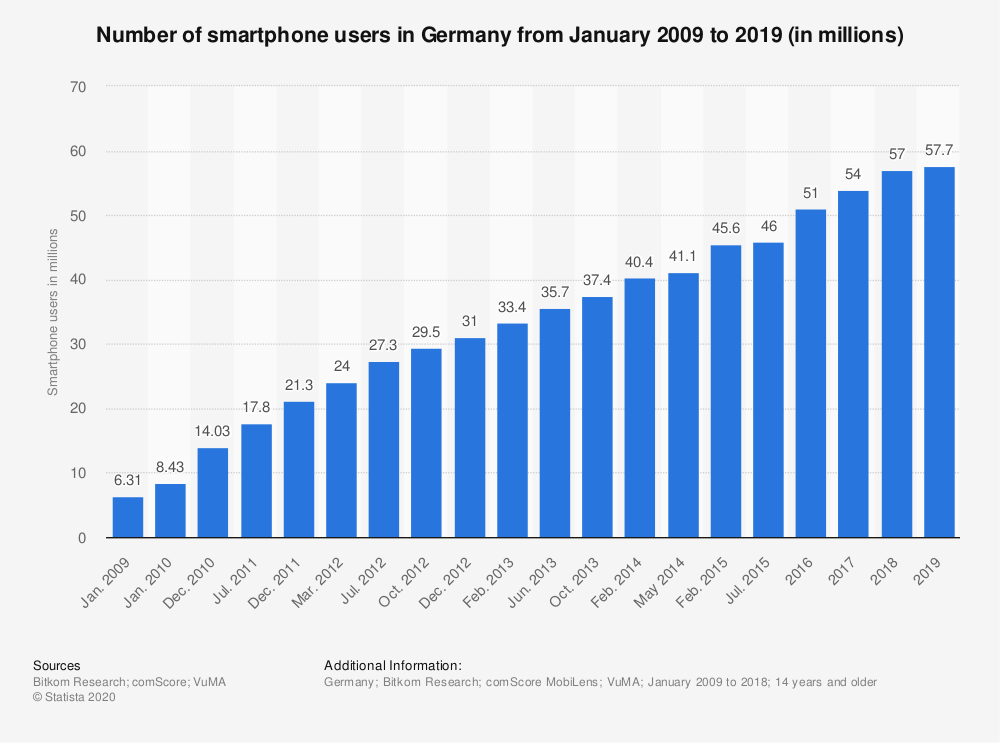 Number of smartphone users in Germany from January 2009 to 2019 (in millions)
Smartphone users in millions
70
60
50
40
30
20
10
0
6.31
8.43
14.03
17.8
21.3
24
27.3
29.5
31
33.4
35.7
37.4
40.4
41.1
45.6
46
51
54
57
57.7
Jan. 2009
Jan. 2010
Dec. 2010
Jul. 2011
Dec. 2011
Mar. 2012
Jul. 2012
Oct. 2012
Dec. 2012
Feb. 2013
Jun. 2013
Oct. 2013
Feb. 2014
May 2014
Feb. 2015
Jul. 2015
2016
2017
2018
2019
Sources
Bitkom Research; comScore; VuMA
© Statista 2020
Additional Information:
Germany; Bitkom Research; comScore MobiLens; VuMA; January 2009 to 2018; 14 years and older